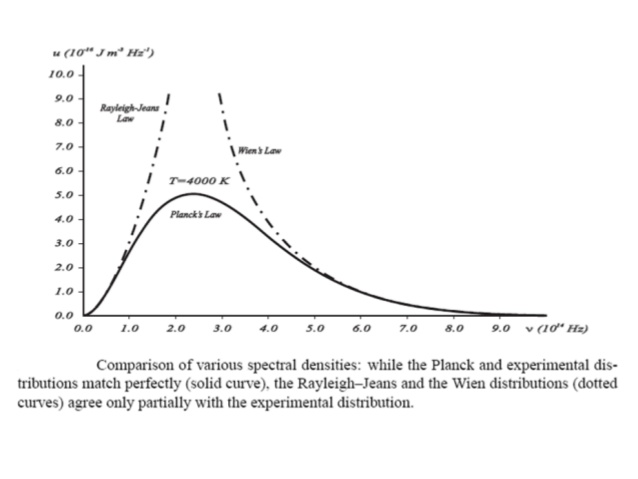 u (10⁻¹⁶ J m⁻³ Hz⁻¹)
10.0
9.0
Rayleigh-Jeans
Law
8.0
7.0
Wien's Law
6.0
T=4000 K
5.0
Planck's Law
4.0
3.0
2.0
1.0
0.0
0.0 1.0 2.0 3.0 4.0 5.0 6.0 7.0 8.0 9.0 ν (10¹⁴ Hz)
Comparison of various spectral densities: while the Planck and experimental dis-
tributions match perfectly (solid curve), the Rayleigh–Jeans and the Wien distributions (dotted
curves) agree only partially with the experimental distribution.